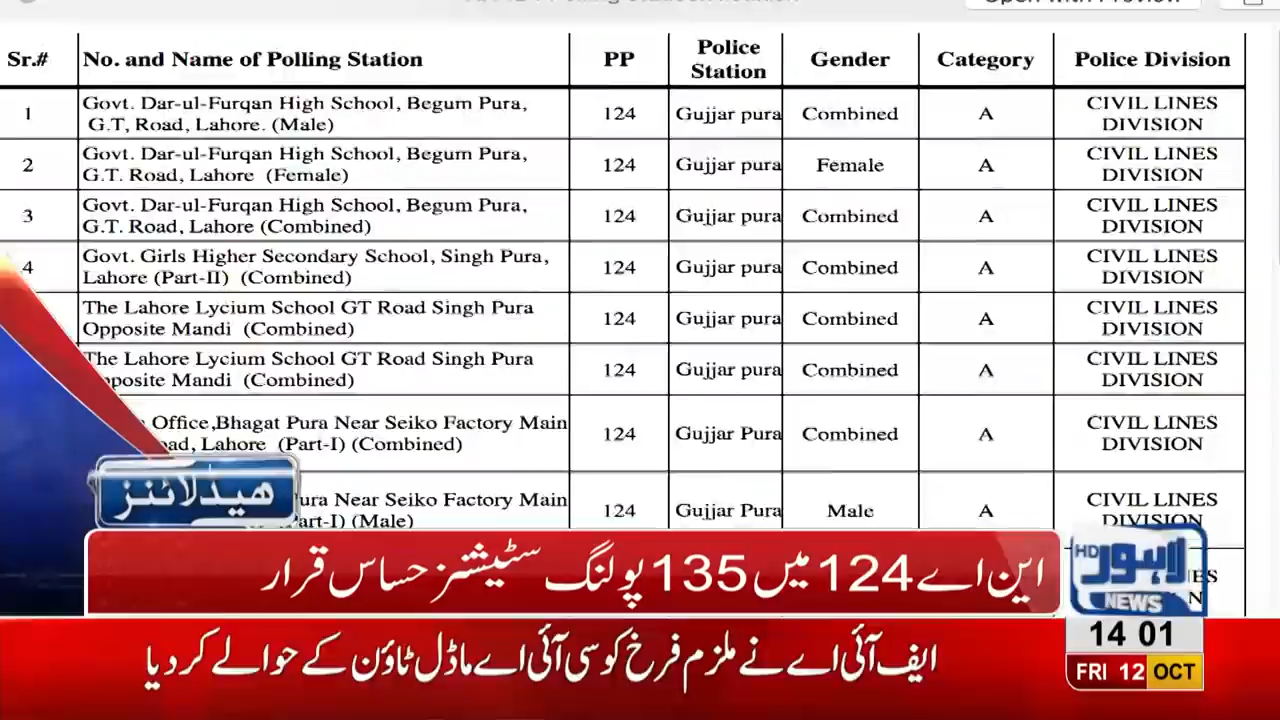 Sr.# No. and Name of Polling Station PP Police Station Gender Category Police Division
1 Govt. Dar-ul-Furqan High School, Begum Pura, G.T, Road, Lahore. (Male) 124 Gujjar pura Combined A CIVIL LINES DIVISION
2 Govt. Dar-ul-Furqan High School, Begum Pura, G.T. Road, Lahore (Female) 124 Gujjar pura Female A CIVIL LINES DIVISION
3 Govt. Dar-ul-Furqan High School, Begum Pura, G.T. Road, Lahore (Combined) 124 Gujjar pura Combined A CIVIL LINES DIVISION
4 Govt. Girls Higher Secondary School, Singh Pura, Lahore (Part-II) (Combined) 124 Gujjar pura Combined A CIVIL LINES DIVISION
The Lahore Lycium School GT Road Singh Pura Opposite Mandi (Combined) 124 Gujjar pura Combined A CIVIL LINES DIVISION
The Lahore Lycium School GT Road Singh Pura Opposite Mandi (Combined) 124 Gujjar pura Combined A CIVIL LINES DIVISION
Office,Bhagat Pura Near Seiko Factory Main Lahore (Part-I) (Combined) 124 Gujjar Pura Combined A CIVIL LINES DIVISION
Near Seiko Factory Main (Male) 124 Gujjar Pura Male A CIVIL LINES DIVISION
ھیڈلائنز
این اے 124 میں 135 پولنگ سٹیشنز حساس قرار
لاہور HD
NEWS
ایف آئی اے نے ملزم فرخ کو سی آئی اے ماڈل ٹاؤن کے حوالے کر دیا
14 01
FRI 12 OCT